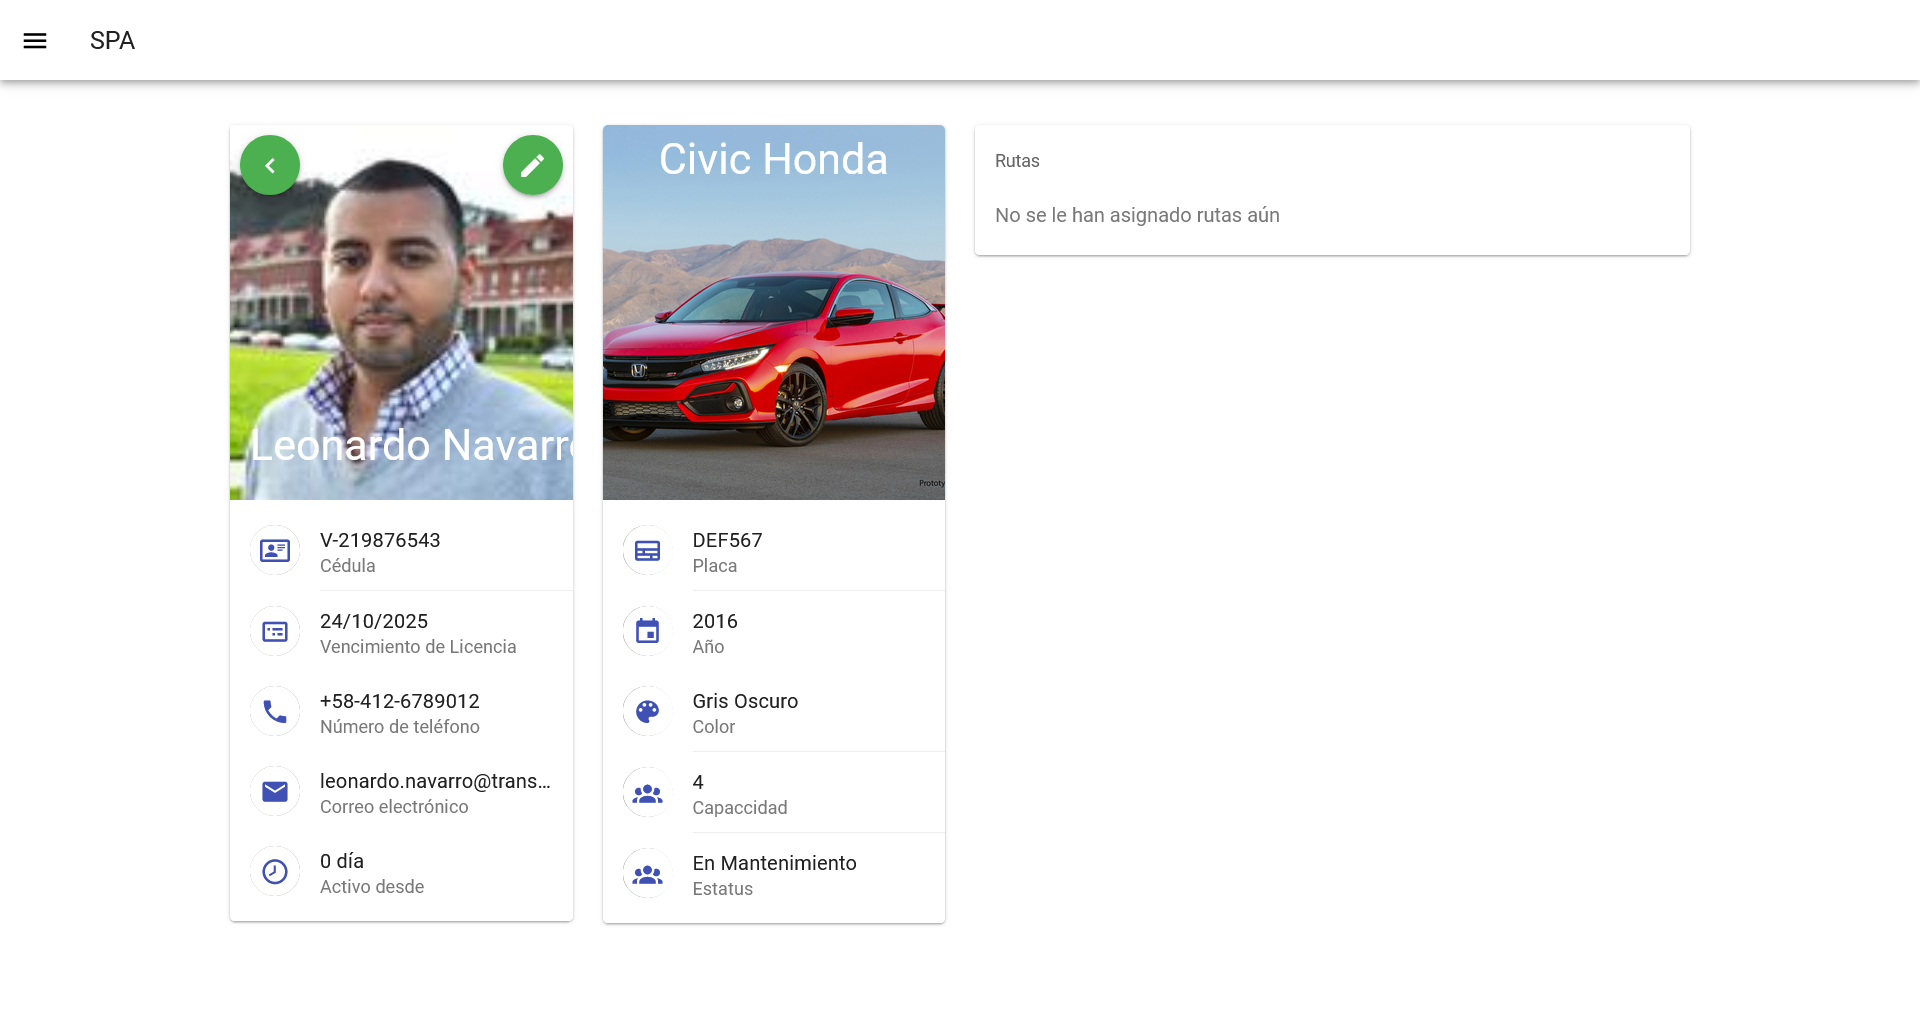 SPA
Leonardo Navarro
V-219876543
Cédula
24/10/2025
Vencimiento de Licencia
+58-412-6789012
Número de teléfono
leonardo.navarro@trans...
Correo electrónico
0 día
Activo desde
Civic Honda
Prototy
DEF567
Placa
2016
Año
Gris Oscuro
Color
4
Capaccidad
En Mantenimiento
Estatus
Rutas
No se le han asignado rutas aún